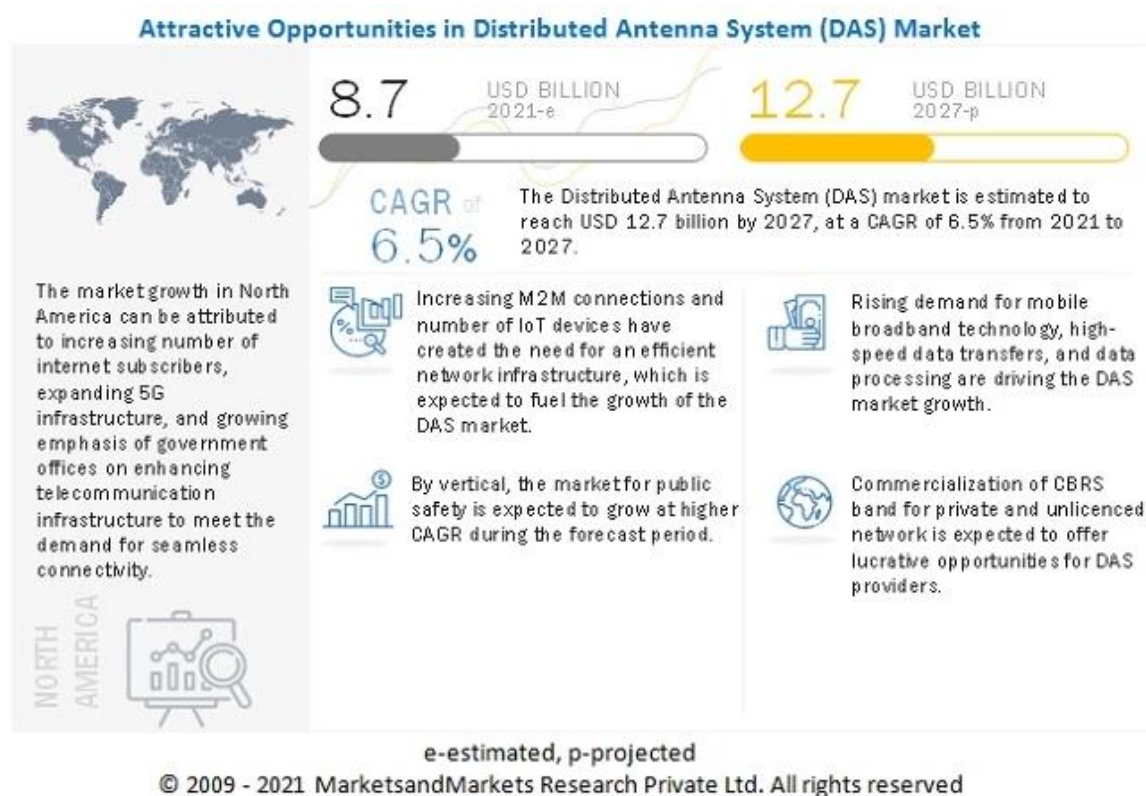 Attractive Opportunities in Distributed Antenna System (DAS) Market
8.7
USD BILLION
2021-e
12.7
USD BILLION
2027-p
CAGR of
6.5%
The Distributed Antenna System (DAS) market is estimated to
reach USD 12.7 billion by 2027, at a CAGR of 6.5% from 2021 to
2027.
The market growth in North
America can be attributed
to increasing number of
internet subscribers,
expanding 5G
infrastructure, and growing
emphasis of government
offices on enhancing
telecommunication
infrastructure to meet the
demand for seamless
connectivity.
NORTH
AMERICA
Increasing M2M connections and
number of IoT devices have
created the need for an efficient
network infrastructure, which is
expected to fuel the growth of the
DAS market.
Rising demand for mobile
broadband technology, high-
speed data transfers, and data
processing are driving the DAS
market growth.
By vertical, the market for public
safety is expected to grow at higher
CAGR during the forecast period.
Commercialization of CBRS
band for private and unlicenced
network is expected to offer
lucrative opportunities for DAS
providers.
e-estimated, p-projected
© 2009 - 2021 MarketsandMarkets Research Private Ltd. All rights reserved